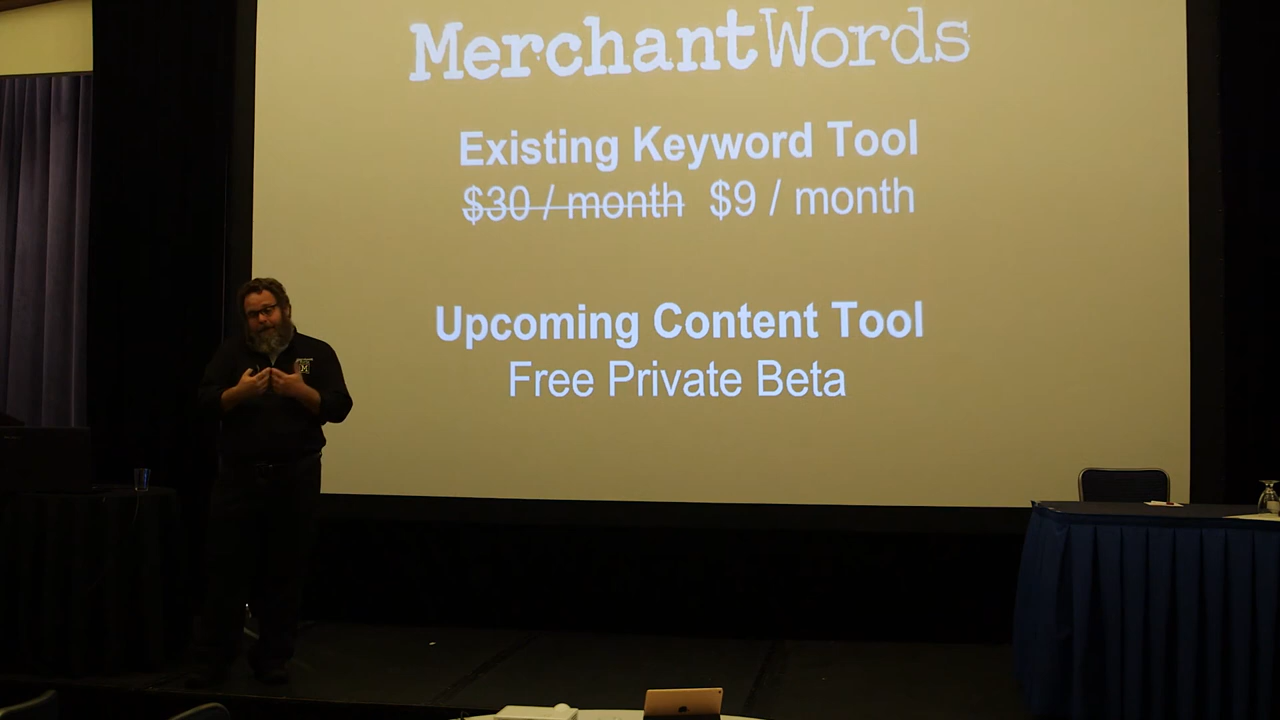 MerchantWords
Existing Keyword Tool
$30 / month $9 / month
Upcoming Content Tool
Free Private Beta
M